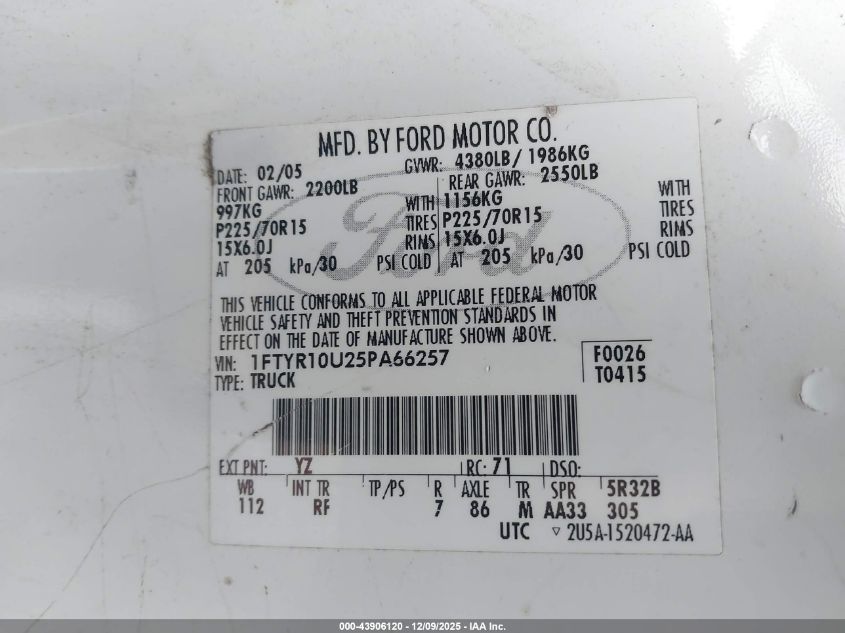 MFD. BY FORD MOTOR CO.
DATE: 02/05 GVWR: 4380LB/ 1986KG
FRONT GAWR: 2200LB REAR GAWR: 2550LB
997KG WITH 1156KG WITH
P225/70R15 TIRES P225/70R15 TIRES
15X6.0J RIMS 15X6.0J RIMS
AT 205 kPa/30 PSI COLD AT 205 kPa/30 PSI COLD
Ford
THIS VEHICLE CONFORMS TO ALL APPLICABLE FEDERAL MOTOR
VEHICLE SAFETY AND THEFT PREVENTION STANDARDS IN
EFFECT ON THE DATE OF MANUFACTURE SHOWN ABOVE.
VIN: 1FTYR10U25PA66257 F0026
TYPE: TRUCK T0415
EXT PNT: YZ RC: 71 DSO:
WB INT TR TP/PS R AXLE TR SPR 5R32B
112 RF 7 86 M AA33 305
UTC ▽ 2U5A-1520472-AA
000-43906120 - 12/09/2025 - IAA Inc.